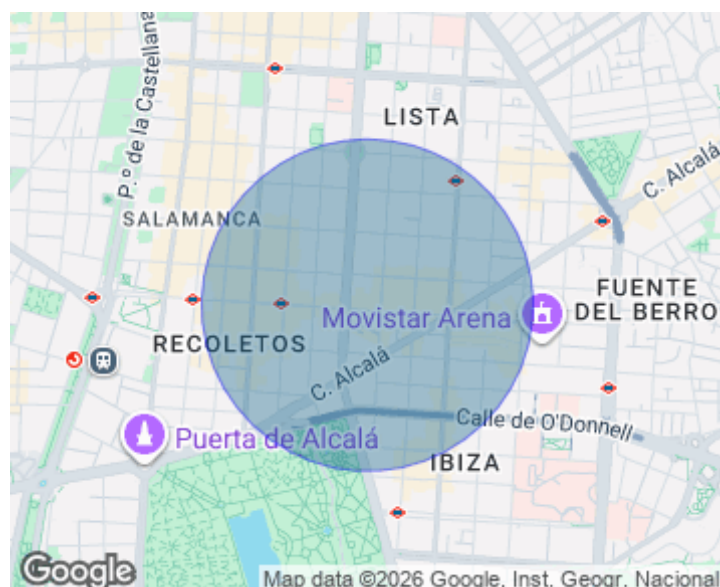 P.º de la Castellana
LISTA
C. Alcalá
SALAMANCA
FUENTE
DEL BERRO
Movistar Arena
RECOLETOS
C. Alcalá
Calle de O'Donnell
Puerta de Alcalá
IBIZA
Google
Map data ©2026 Google, Inst. Geogr. Nacional